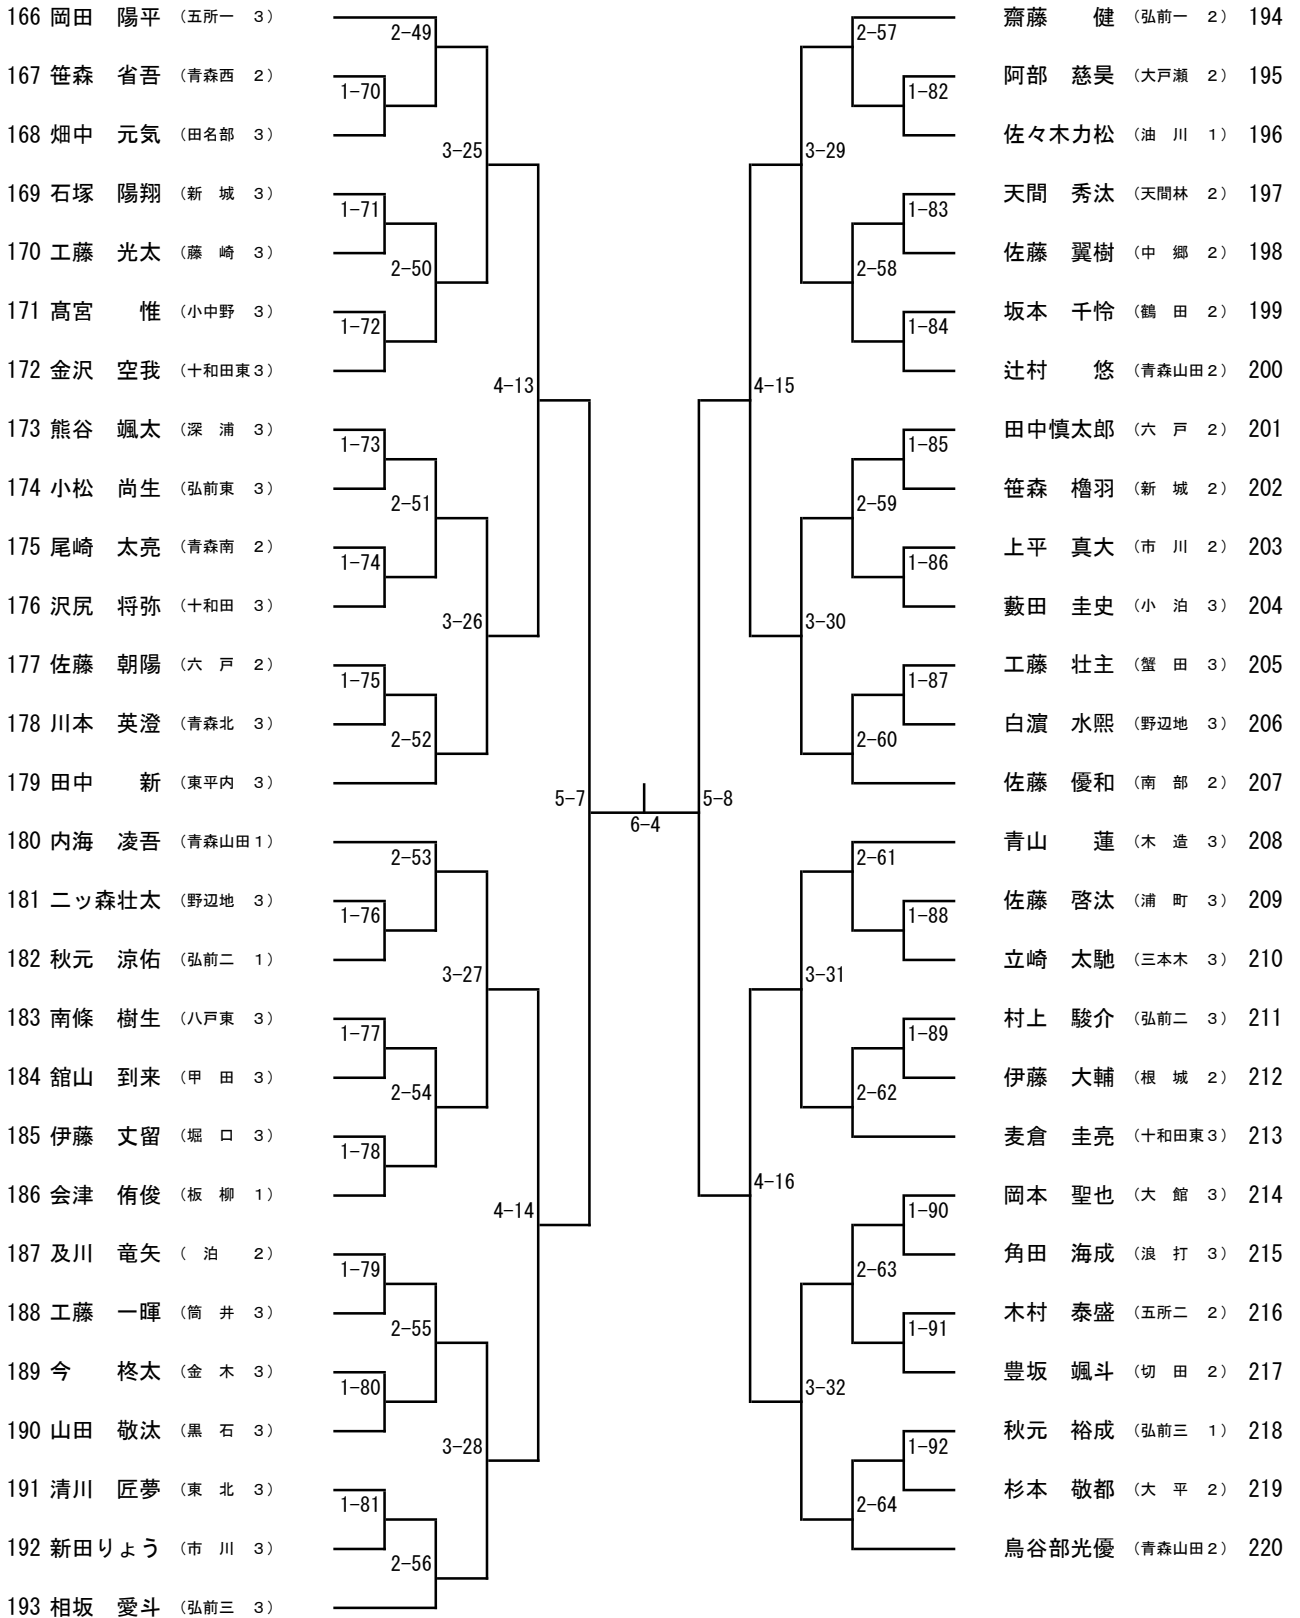 166 岡田　陽平 （五所一　3）
2-49
167 笹森　省吾 （青森西　2）
1-70
168 畑中　元気 （田名部　3）
3-25
169 石塚　陽翔 （新　城　3）
1-71
170 工藤　光太 （藤　崎　3）
2-50
171 髙宮　　惟 （小中野　3）
1-72
172 金沢　空我 （十和田東3）
4-13
173 熊谷　颯太 （深　浦　3）
1-73
174 小松　尚生 （弘前東　3）
2-51
175 尾崎　太亮 （青森南　2）
1-74
176 沢尻　将弥 （十和田　3）
3-26
177 佐藤　朝陽 （六　戸　2）
1-75
178 川本　英澄 （青森北　3）
2-52
179 田中　　新 （東平内　3）
5-7
180 内海　凌吾 （青森山田1）
2-53
181 二ッ森壮太 （野辺地　3）
1-76
182 秋元　涼佑 （弘前二　1）
3-27
183 南條　樹生 （八戸東　3）
1-77
184 舘山　到来 （甲　田　3）
2-54
185 伊藤　丈留 （堀　口　3）
1-78
186 会津　侑俊 （板　柳　1）
4-14
187 及川　竜矢 （　泊　　2）
1-79
188 工藤　一暉 （筒　井　3）
2-55
189 今　　柊太 （金　木　3）
1-80
190 山田　敬汰 （黒　石　3）
3-28
191 清川　匠夢 （東　北　3）
1-81
192 新田りょう （市　川　3）
2-56
193 相坂　愛斗 （弘前三　3）
6-4
齋藤　　健 （弘前一　2） 194
2-57
阿部　慈昊 （大戸瀬　2） 195
1-82
佐々木力松 （油　川　1） 196
3-29
天間　秀汰 （天間林　2） 197
1-83
佐藤　翼樹 （中　郷　2） 198
2-58
坂本　千怜 （鶴　田　2） 199
1-84
辻村　　悠 （青森山田2） 200
4-15
田中慎太郎 （六　戸　2） 201
1-85
笹森　櫓羽 （新　城　2） 202
2-59
上平　真大 （市　川　2） 203
1-86
藪田　圭史 （小　泊　3） 204
3-30
工藤　壮主 （蟹　田　3） 205
1-87
白濵　水熙 （野辺地　3） 206
2-60
佐藤　優和 （南　部　2） 207
5-8
青山　　蓮 （木　造　3） 208
2-61
佐藤　啓汰 （浦　町　3） 209
1-88
立崎　太馳 （三本木　3） 210
3-31
村上　駿介 （弘前二　3） 211
1-89
伊藤　大輔 （根　城　2） 212
2-62
麦倉　圭亮 （十和田東3） 213
4-16
岡本　聖也 （大　館　3） 214
1-90
角田　海成 （浪　打　3） 215
2-63
木村　泰盛 （五所二　2） 216
1-91
豊坂　颯斗 （切　田　2） 217
3-32
秋元　裕成 （弘前三　1） 218
1-92
杉本　敬都 （大　平　2） 219
2-64
鳥谷部光優 （青森山田2） 220